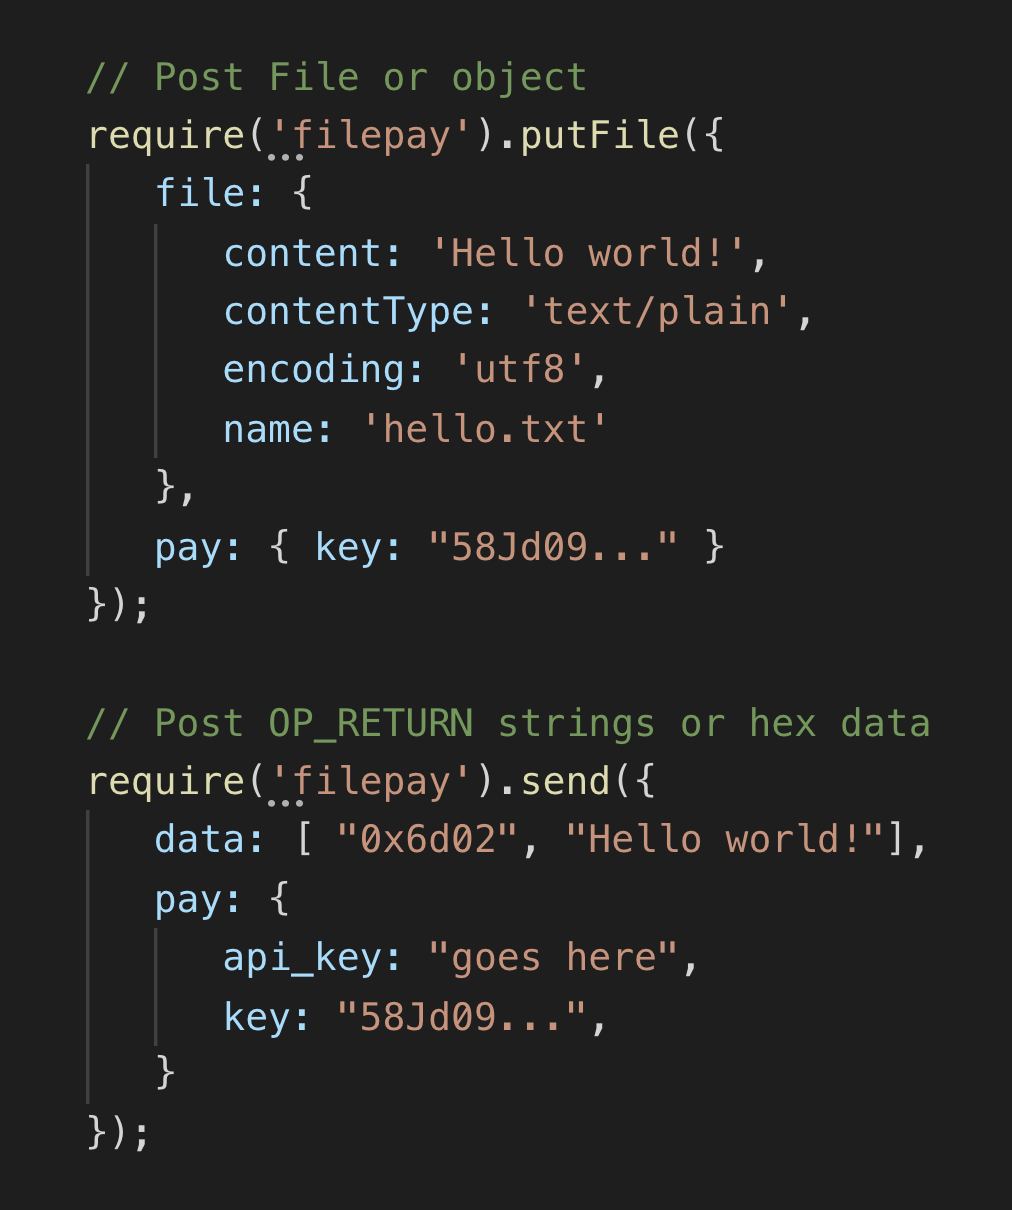 // Post File or object
require('filepay').putFile({
   file: {
      content: 'Hello world!',
      contentType: 'text/plain',
      encoding: 'utf8',
      name: 'hello.txt'
   },
   pay: { key: "58Jd09..." }
});

// Post OP_RETURN strings or hex data
require('filepay').send({
   data: [ "0x6d02", "Hello world!"],
   pay: {
      api_key: "goes here",
      key: "58Jd09...",
   }
});